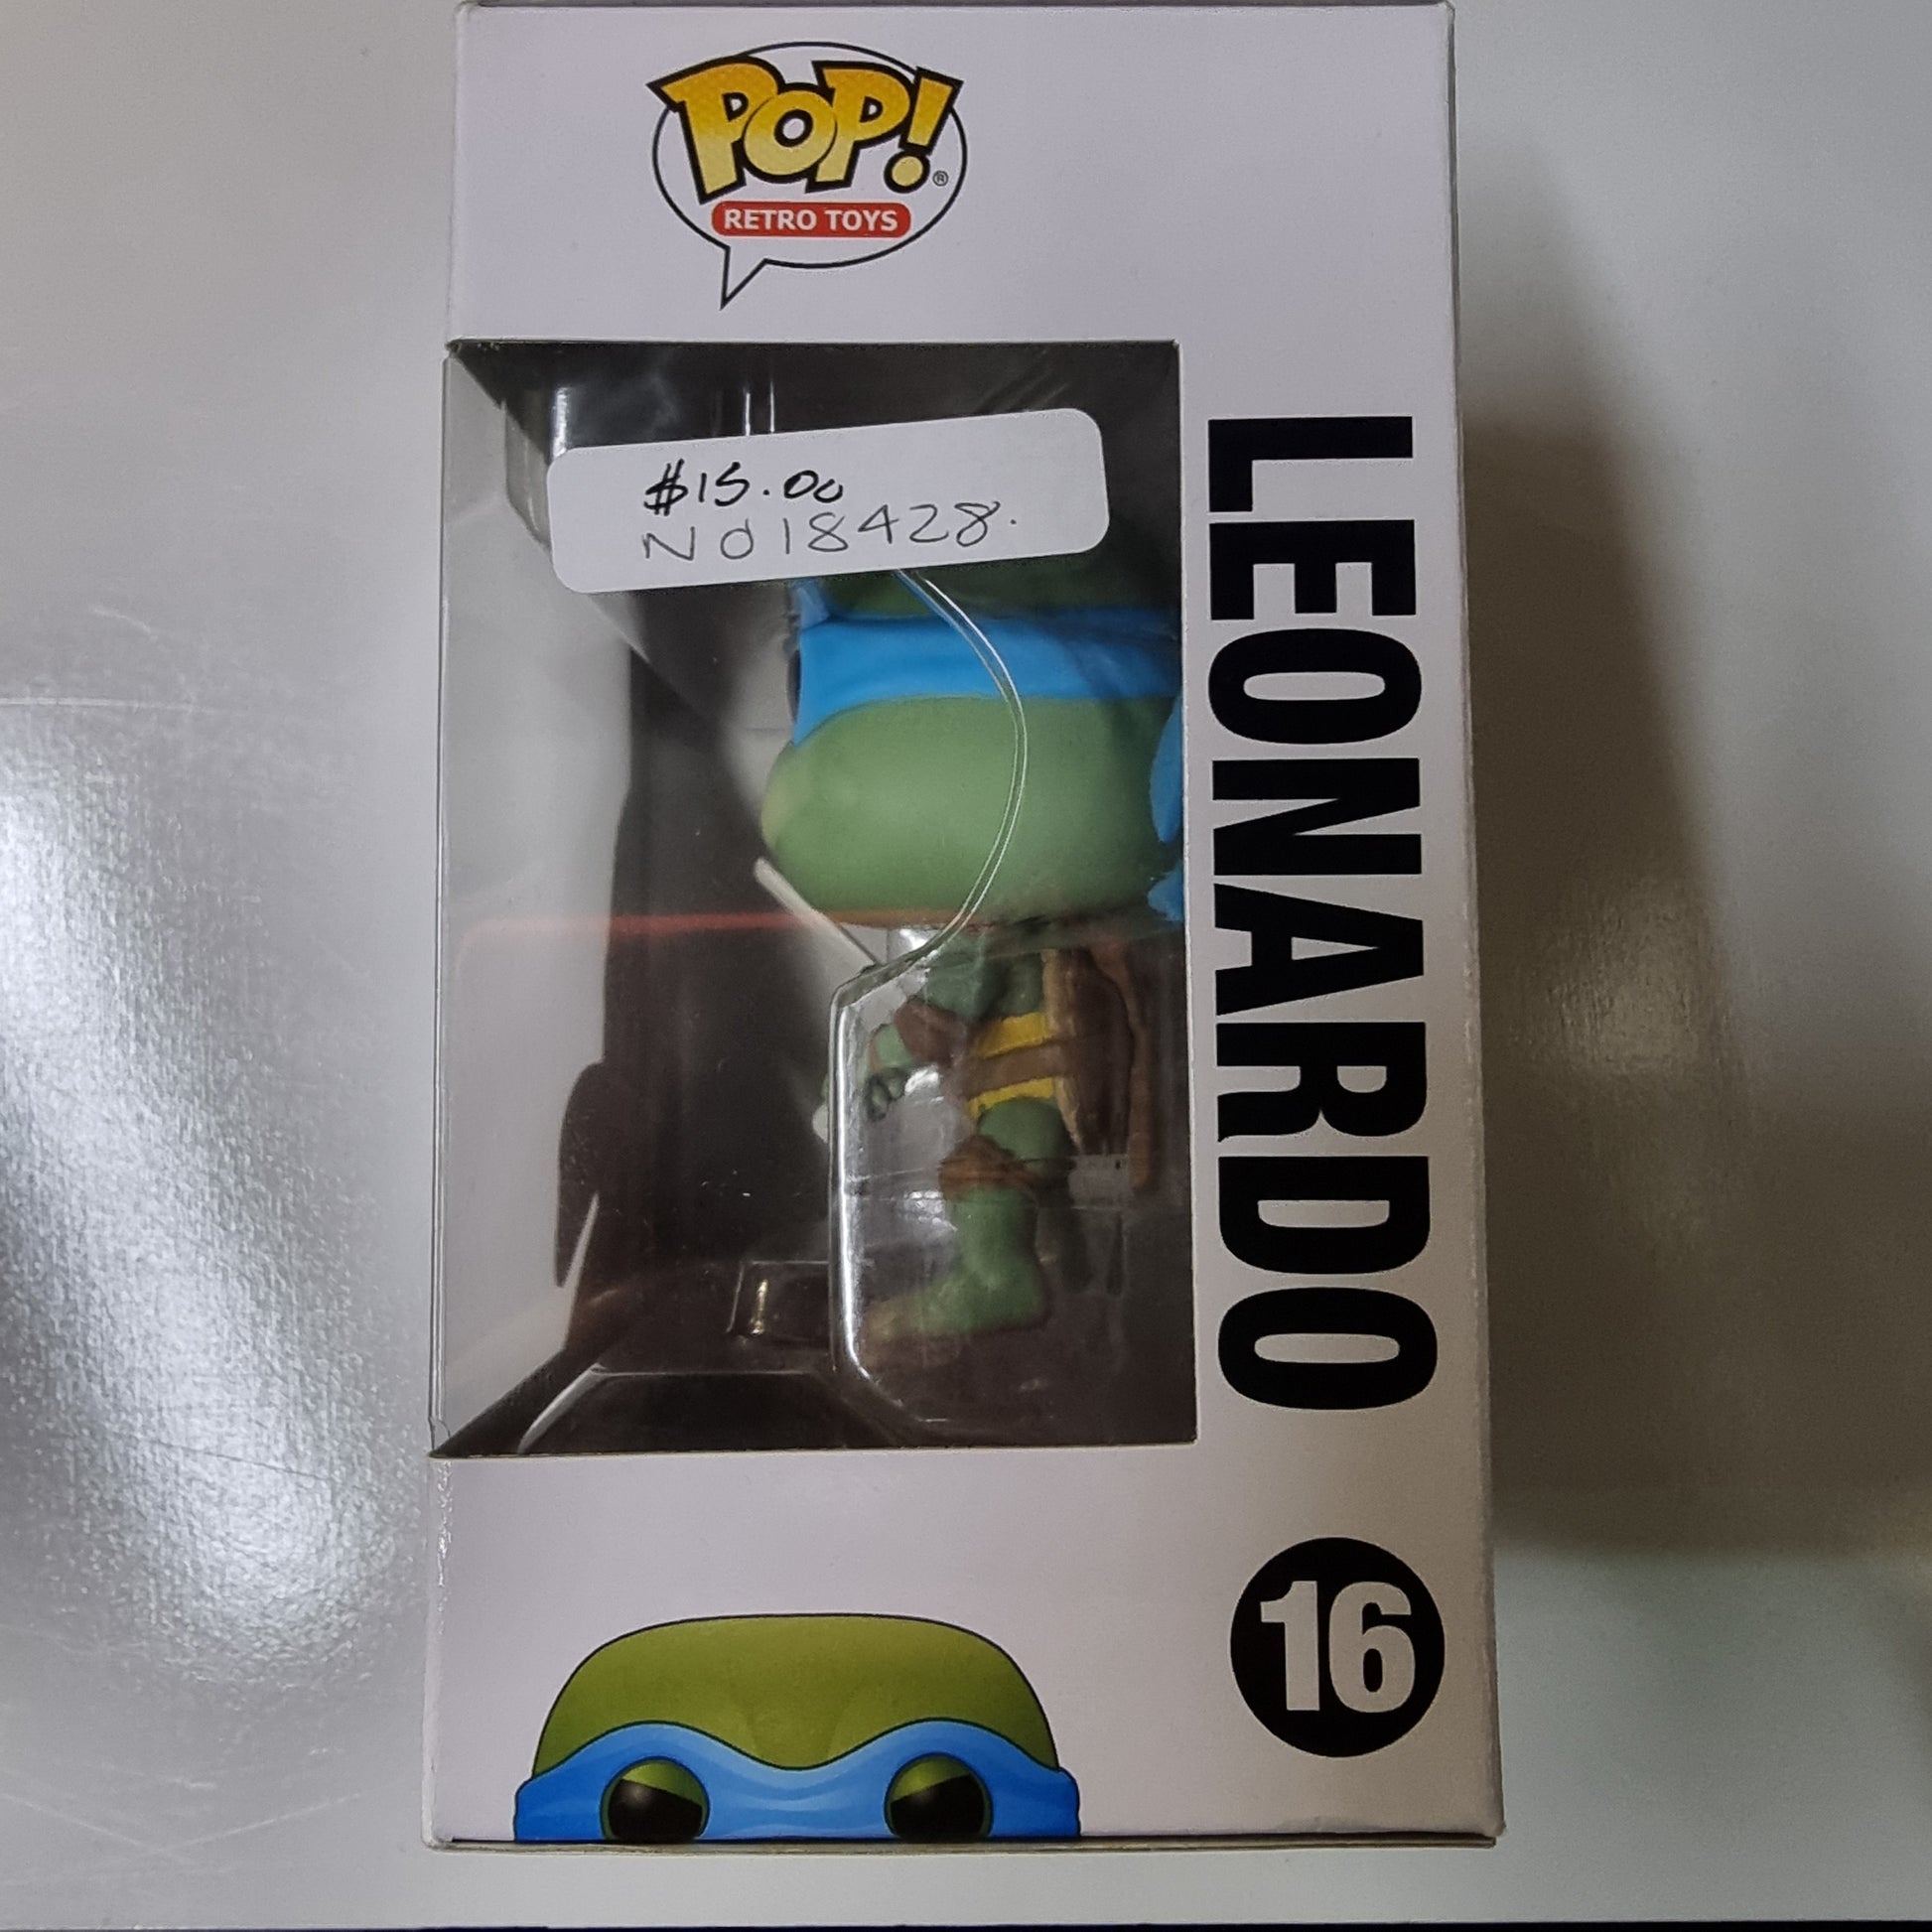 POP!®
RETRO TOYS
$15.00
N018428.
LEONARDO
16